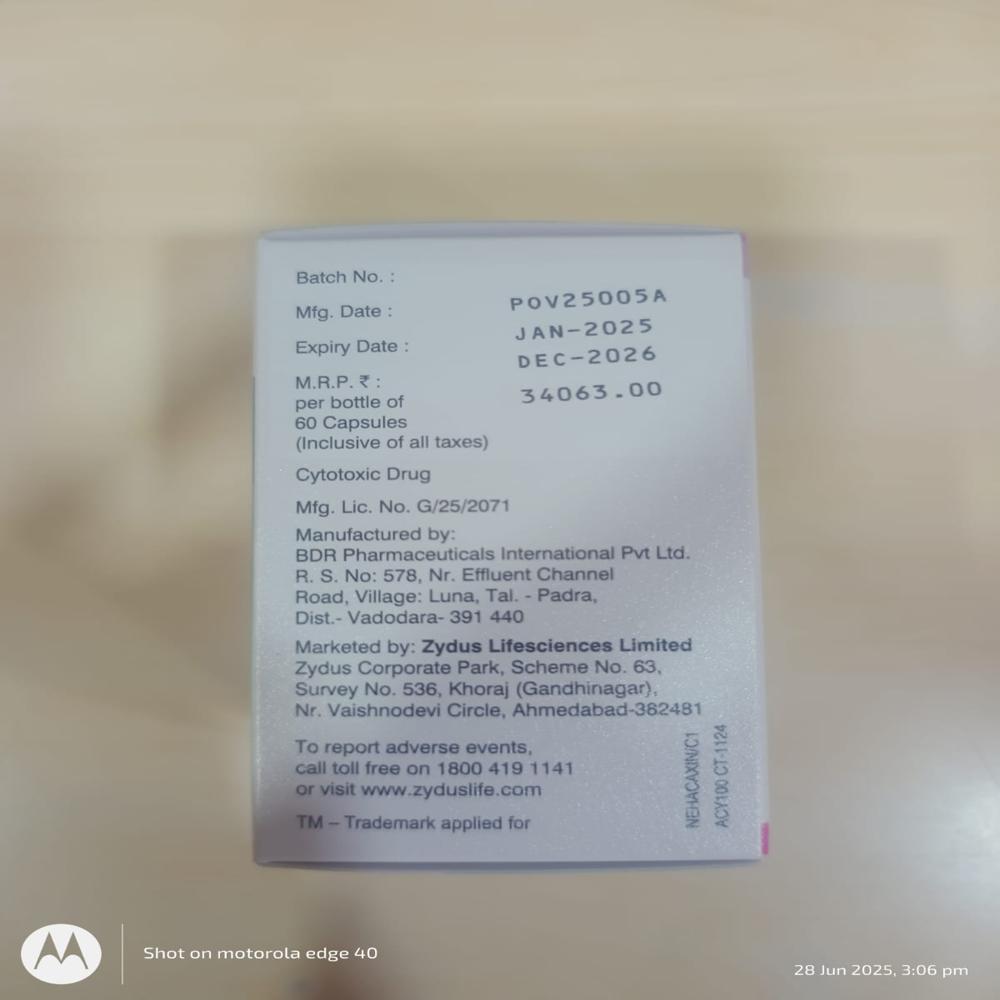 Batch No. :
POV25005A
Mfg. Date :
JAN-2025
Expiry Date :
DEC-2026
M.R.P. ₹ :
34063.00
per bottle of
60 Capsules
(Inclusive of all taxes)
Cytotoxic Drug
Mfg. Lic. No. G/25/2071
Manufactured by:
BDR Pharmaceuticals International Pvt Ltd.
R. S. No: 578, Nr. Effluent Channel
Road, Village: Luna, Tal. - Padra,
Dist.- Vadodara- 391 440
Marketed by: Zydus Lifesciences Limited
Zydus Corporate Park, Scheme No. 63,
Survey No. 536, Khoraj (Gandhinagar),
Nr. Vaishnodevi Circle, Ahmedabad-382481
To report adverse events,
call toll free on 1800 419 1141
or visit www.zyduslife.com
TM – Trademark applied for
NEHACAXIN/C1
ACY100 CT-1124
Shot on motorola edge 40
28 Jun 2025, 3:06 pm